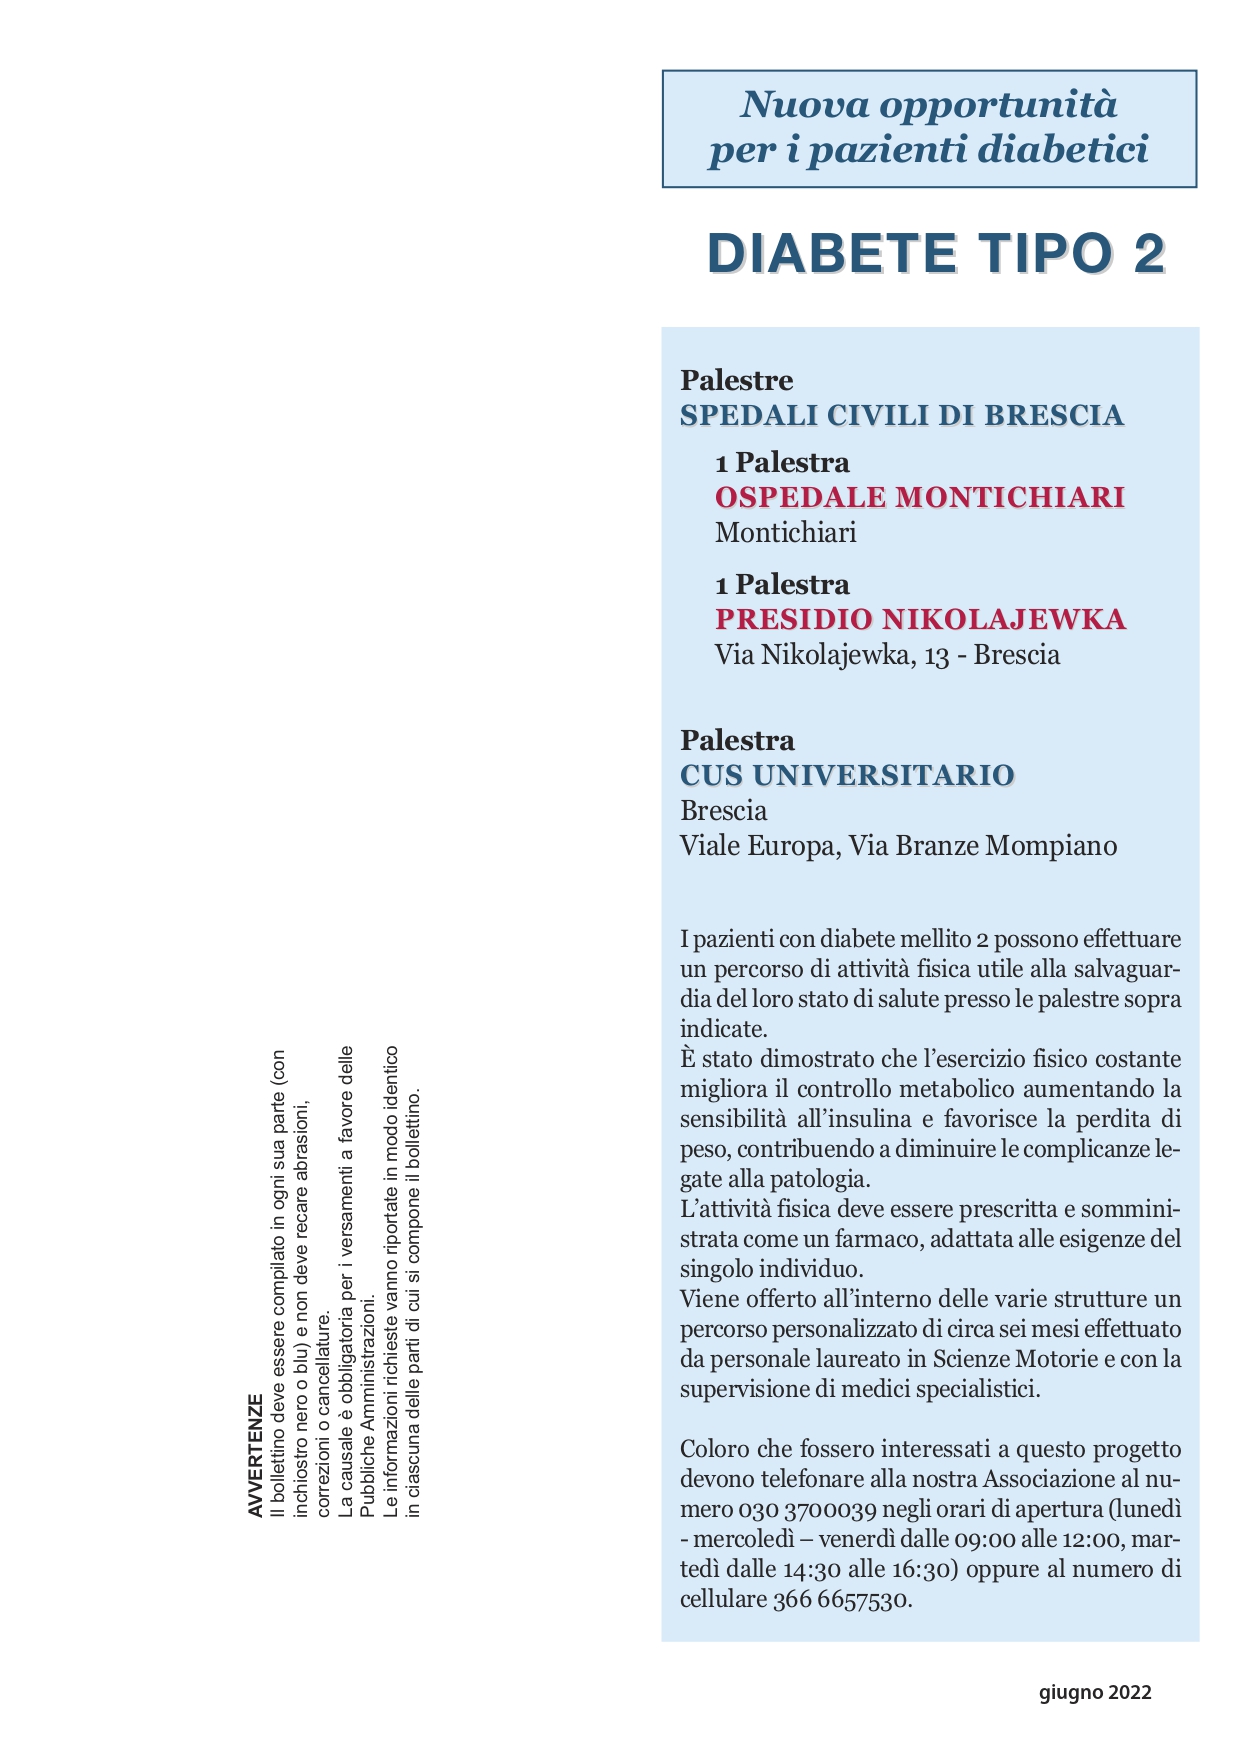 Nuova opportunità
per i pazienti diabetici
DIABETE TIPO 2
Palestre
SPEDALI CIVILI DI BRESCIA
1 Palestra
OSPEDALE MONTICHIARI
Montichiari
1 Palestra
PRESIDIO NIKOLAJEWKA
Via Nikolajewka, 13 - Brescia
Palestra
CUS UNIVERSITARIO
Brescia
Viale Europa, Via Branze Mompiano
I pazienti con diabete mellito 2 possono effettuare
un percorso di attività fisica utile alla salvaguar-
dia del loro stato di salute presso le palestre sopra
indicate.
È stato dimostrato che l’esercizio fisico costante
migliora il controllo metabolico aumentando la
sensibilità all’insulina e favorisce la perdita di
peso, contribuendo a diminuire le complicanze le-
gate alla patologia.
L’attività fisica deve essere prescritta e sommini-
strata come un farmaco, adattata alle esigenze del
singolo individuo.
Viene offerto all’interno delle varie strutture un
percorso personalizzato di circa sei mesi effettuato
da personale laureato in Scienze Motorie e con la
supervisione di medici specialistici.
Coloro che fossero interessati a questo progetto
devono telefonare alla nostra Associazione al nu-
mero 030 3700039 negli orari di apertura (lunedì
- mercoledì – venerdì dalle 09:00 alle 12:00, mar-
tedì dalle 14:30 alle 16:30) oppure al numero di
cellulare 366 6657530.
giugno 2022
AVVERTENZE
Il bollettino deve essere compilato in ogni sua parte (con
inchiostro nero o blu) e non deve recare abrasioni,
correzioni o cancellature.
La causale è obbligatoria per i versamenti a favore delle
Pubbliche Amministrazioni.
Le informazioni richieste vanno riportate in modo identico
in ciascuna delle parti di cui si compone il bollettino.